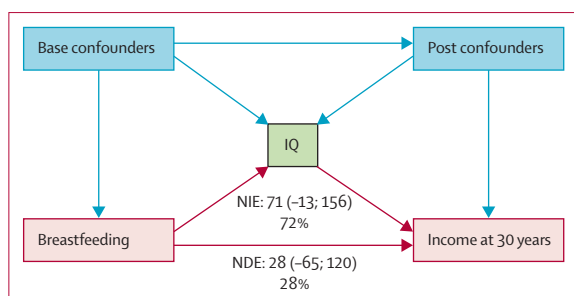 Base confounders
Post confounders
IQ
NIE: 71 (–13; 156)
72%
Breastfeeding
Income at 30 years
NDE: 28 (–65; 120)
28%